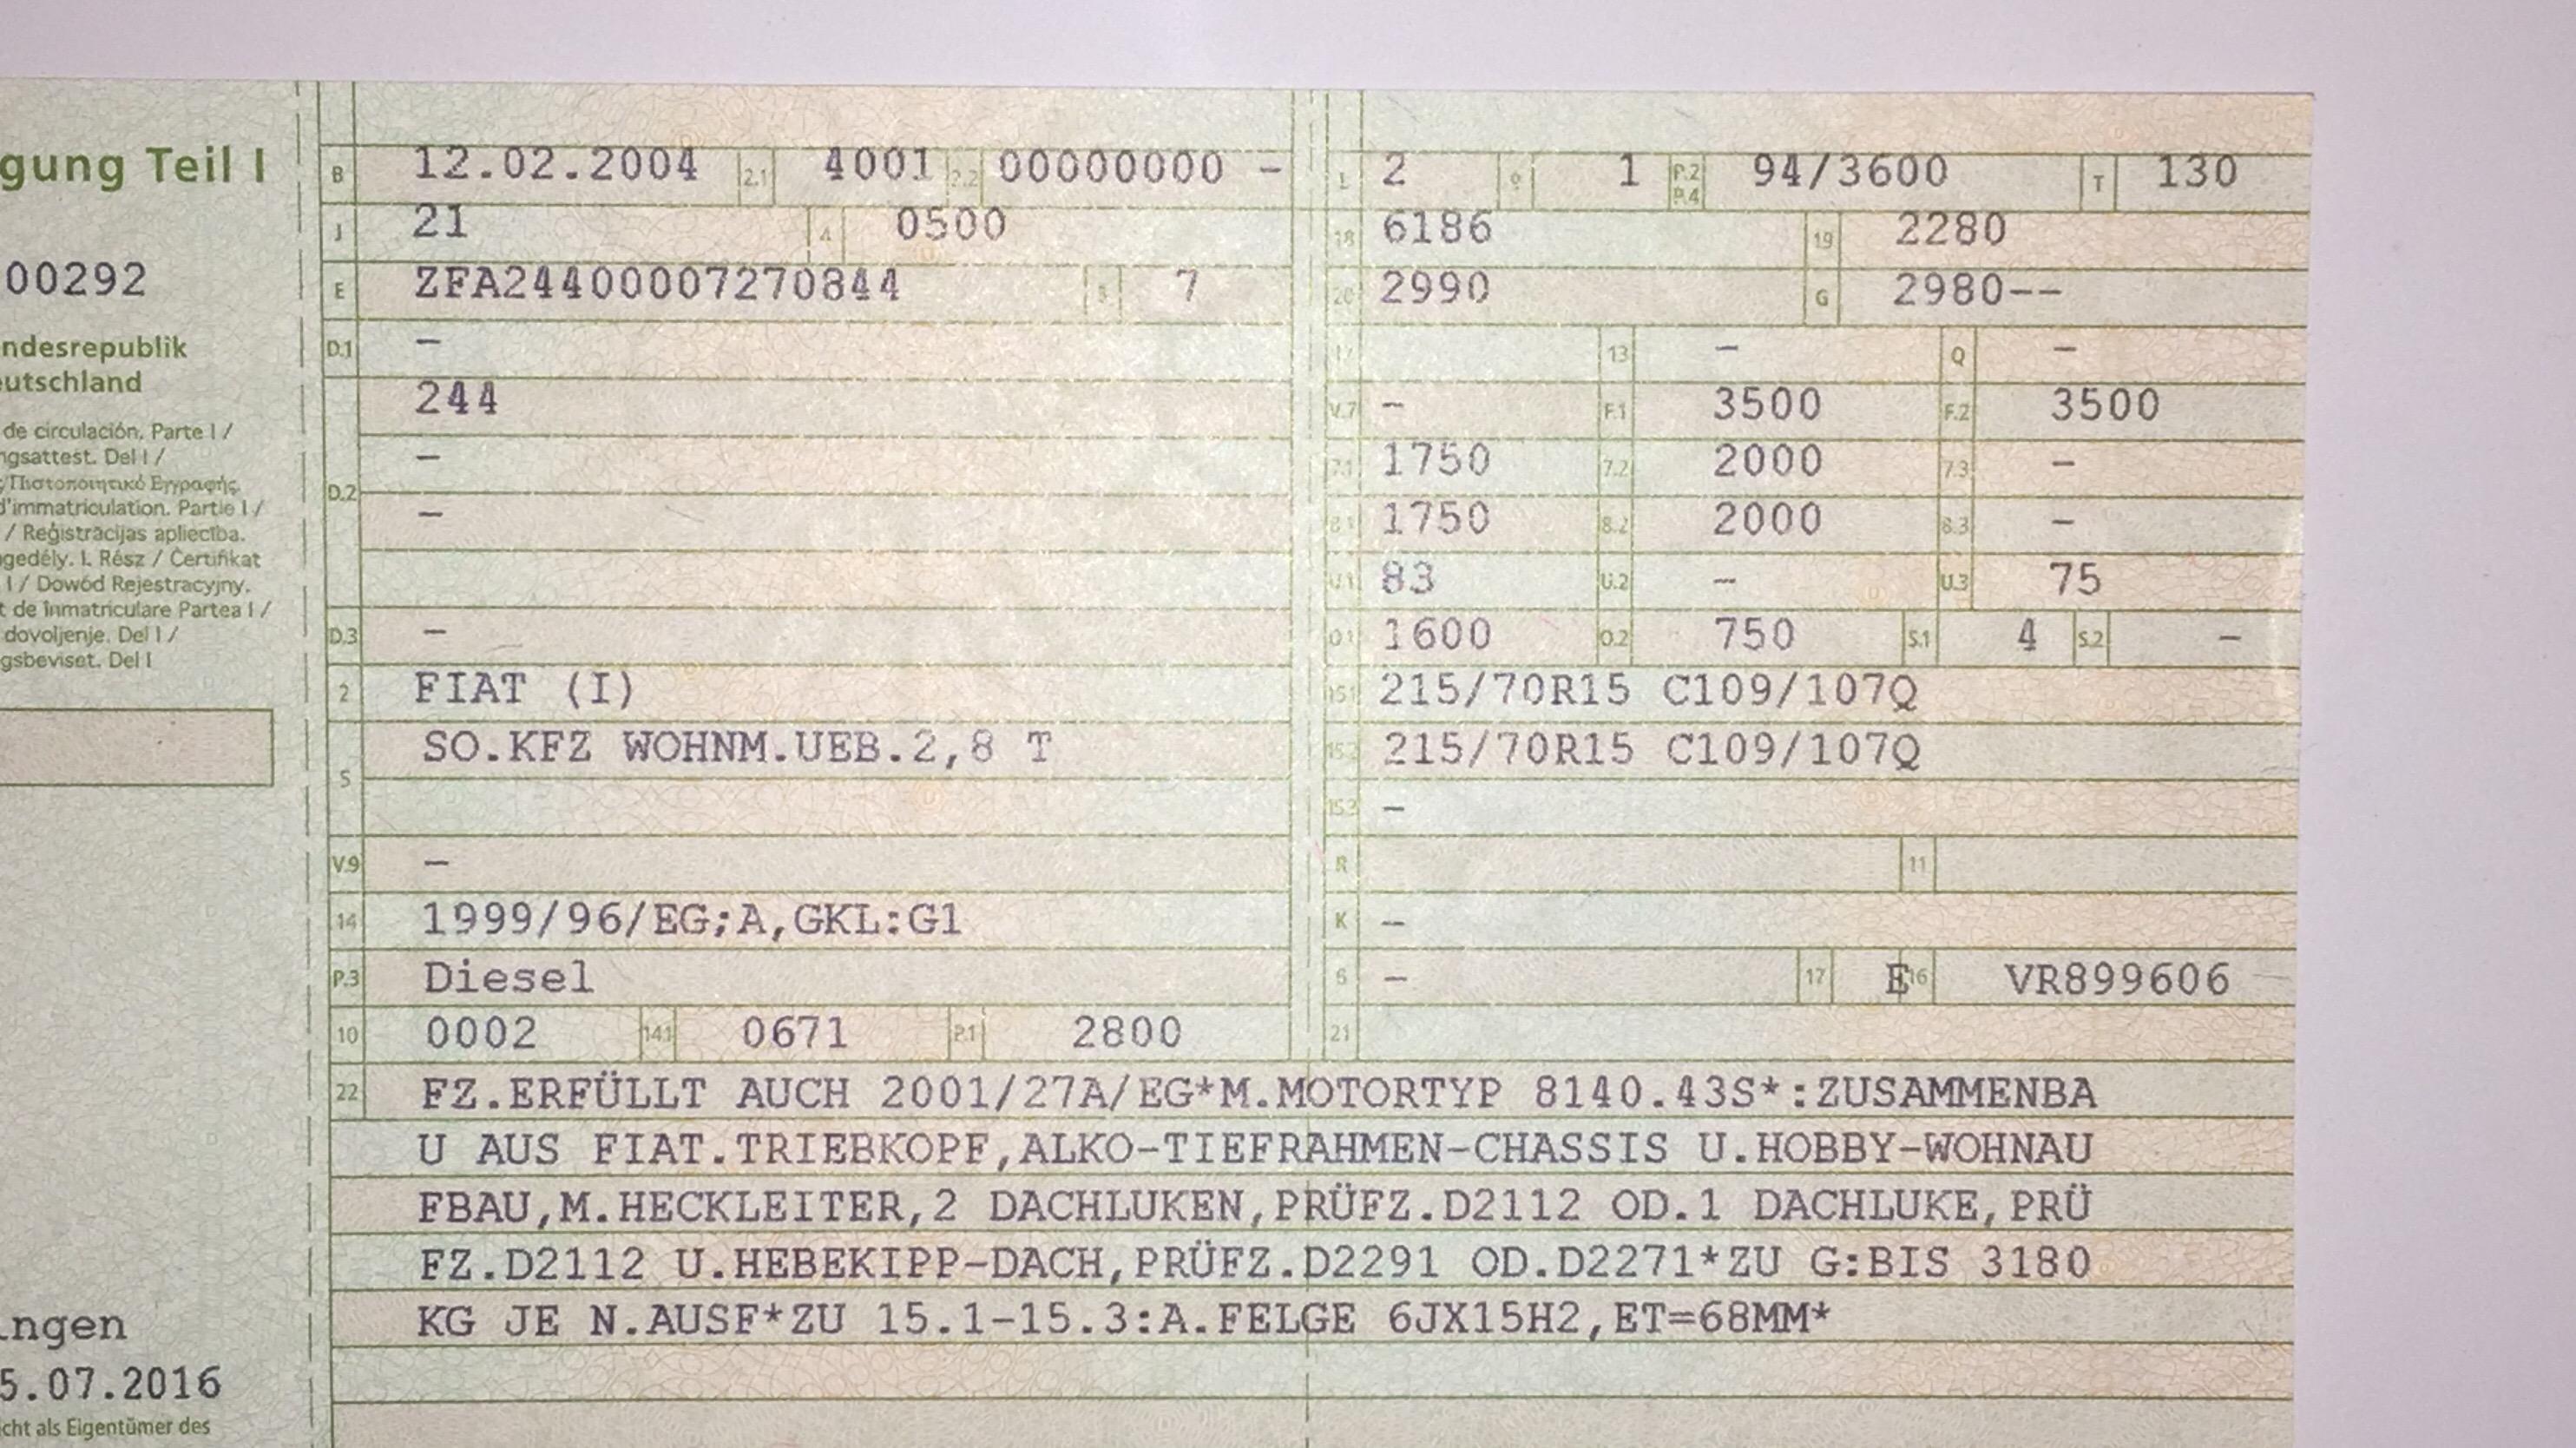 gung Teil I
00292
ndesrepublik
eutschland
de circulación. Parte I /
ngsattest. Del I /
/Πιστοποιητικό Εγγραφής.
d'immatriculation. Partie I /
/ Reģistrācijas apliecība.
gedély. I. Rész / Certifikat
I / Dowód Rejestracyjny.
t de înmatriculare Partea I /
dovoljenje. Del I /
gsbeviset. Del I
ingen
5.07.2016
icht als Eigentümer des
B 12.02.2004 2.1 4001 2.2 00000000 -
J 21 4 0500
E ZFA24400007270844 3 7
D.1 -
244
-
D.2
-
D.3 -
2 FIAT (I)
SO.KFZ WOHNM.UEB.2,8 T
5
V.9 -
14 1999/96/EG;A,GKL:G1
P.3 Diesel
10 0002 14.1 0671 P.1 2800
L 2 9 1 P.2 P.4 94/3600 T 130
18 6186 19 2280
20 2990 G 2980--
12 13 - Q -
V.7 - F.1 3500 F.2 3500
7.1 1750 7.2 2000 7.3 -
8.1 1750 8.2 2000 8.3 -
U.1 83 U.2 - U.3 75
O.1 1600 O.2 750 S.1 4 S.2 -
15.1 215/70R15 C109/107Q
15.2 215/70R15 C109/107Q
15.3 -
R 11
K -
6 - 17 E 16 VR899606
21
22 FZ.ERFÜLLT AUCH 2001/27A/EG*M.MOTORTYP 8140.43S*:ZUSAMMENBA
U AUS FIAT.TRIEBKOPF,ALKO-TIEFRAHMEN-CHASSIS U.HOBBY-WOHNAU
FBAU,M.HECKLEITER,2 DACHLUKEN,PRÜFZ.D2112 OD.1 DACHLUKE,PRÜ
FZ.D2112 U.HEBEKIPP-DACH,PRÜFZ.D2291 OD.D2271*ZU G:BIS 3180
KG JE N.AUSF*ZU 15.1-15.3:A.FELGE 6JX15H2,ET=68MM*